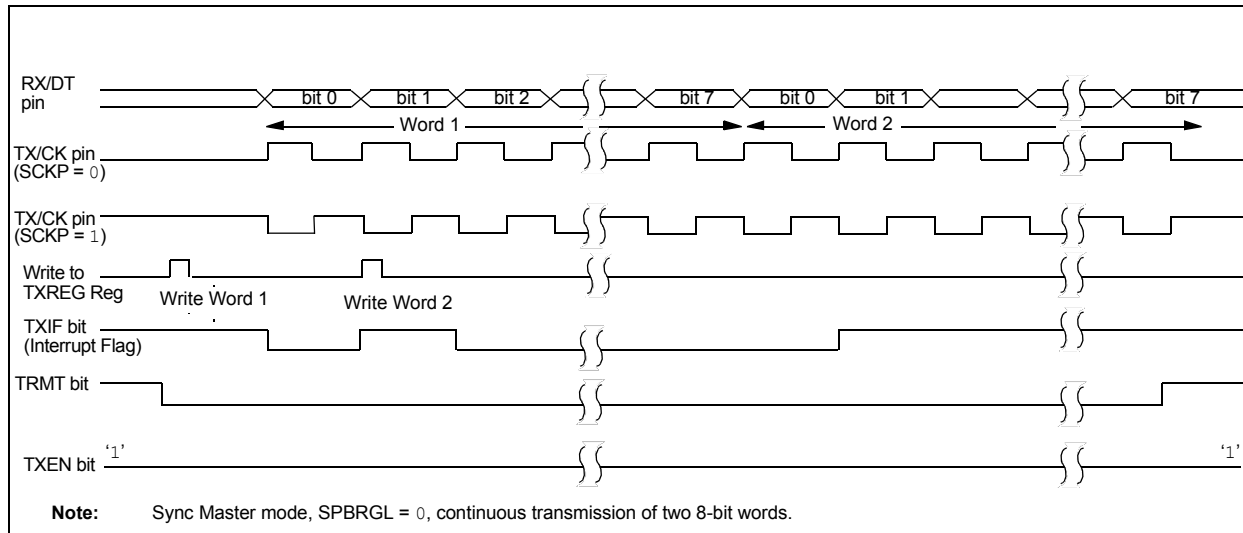 RX/DT
pin
bit 0 bit 1 bit 2 bit 7 bit 0 bit 1 bit 7
Word 1 Word 2
TX/CK pin
(SCKP = 0)
TX/CK pin
(SCKP = 1)
Write to
TXREG Reg
Write Word 1 Write Word 2
TXIF bit
(Interrupt Flag)
TRMT bit
TXEN bit ‘1’ ‘1’
Note: Sync Master mode, SPBRGL = 0, continuous transmission of two 8-bit words.